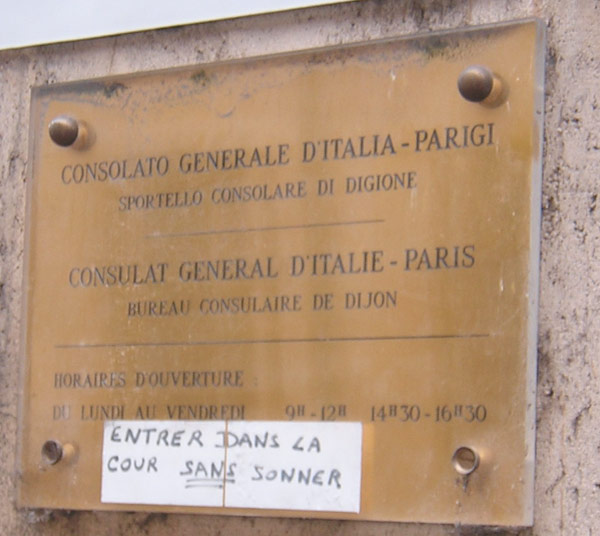 CONSOLATO GENERALE D'ITALIA - PARIGI
SPORTELLO CONSOLARE DI DIGIONE
CONSULAT GENERAL D'ITALIE - PARIS
BUREAU CONSULAIRE DE DIJON
HORAIRES D'OUVERTURE :
DU LUNDI AU VENDREDI 9H - 12H 14H30 - 16H30
ENTRER DANS LA
COUR SANS SONNER